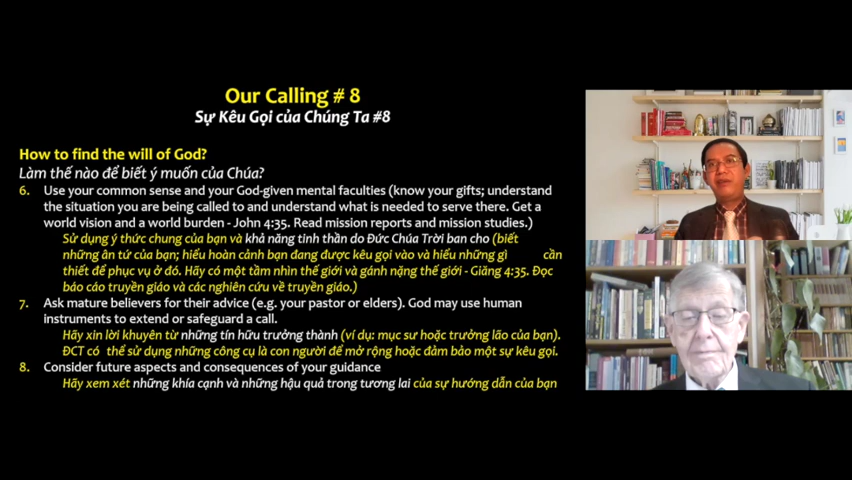 Our Calling # 8
Sự Kêu Gọi của Chúng Ta #8
How to find the will of God?
Làm thế nào để biết ý muốn của Chúa?
6. Use your common sense and your God-given mental faculties (know your gifts; understand
the situation you are being called to and understand what is needed to serve there. Get a
world vision and a world burden - John 4:35. Read mission reports and mission studies.)
Sử dụng ý thức chung của bạn và khả năng tinh thần do Đức Chúa Trời ban cho (biết
những ân tứ của bạn; hiểu hoàn cảnh bạn đang được kêu gọi vào và hiểu những gì cần
thiết để phục vụ ở đó. Hãy có một tầm nhìn thế giới và gánh nặng thế giới - Giăng 4:35. Đọc
báo cáo truyền giáo và các nghiên cứu về truyền giáo.)
7. Ask mature believers for their advice (e.g. your pastor or elders). God may use human
instruments to extend or safeguard a call.
Hãy xin lời khuyên từ những tín hữu trưởng thành (ví dụ: mục sư hoặc trưởng lão của bạn).
ĐCT có thể sử dụng những công cụ là con người để mở rộng hoặc đảm bảo một sự kêu gọi.
8. Consider future aspects and consequences of your guidance
Hãy xem xét những khía cạnh và những hậu quả trong tương lai của sự hướng dẫn của bạn